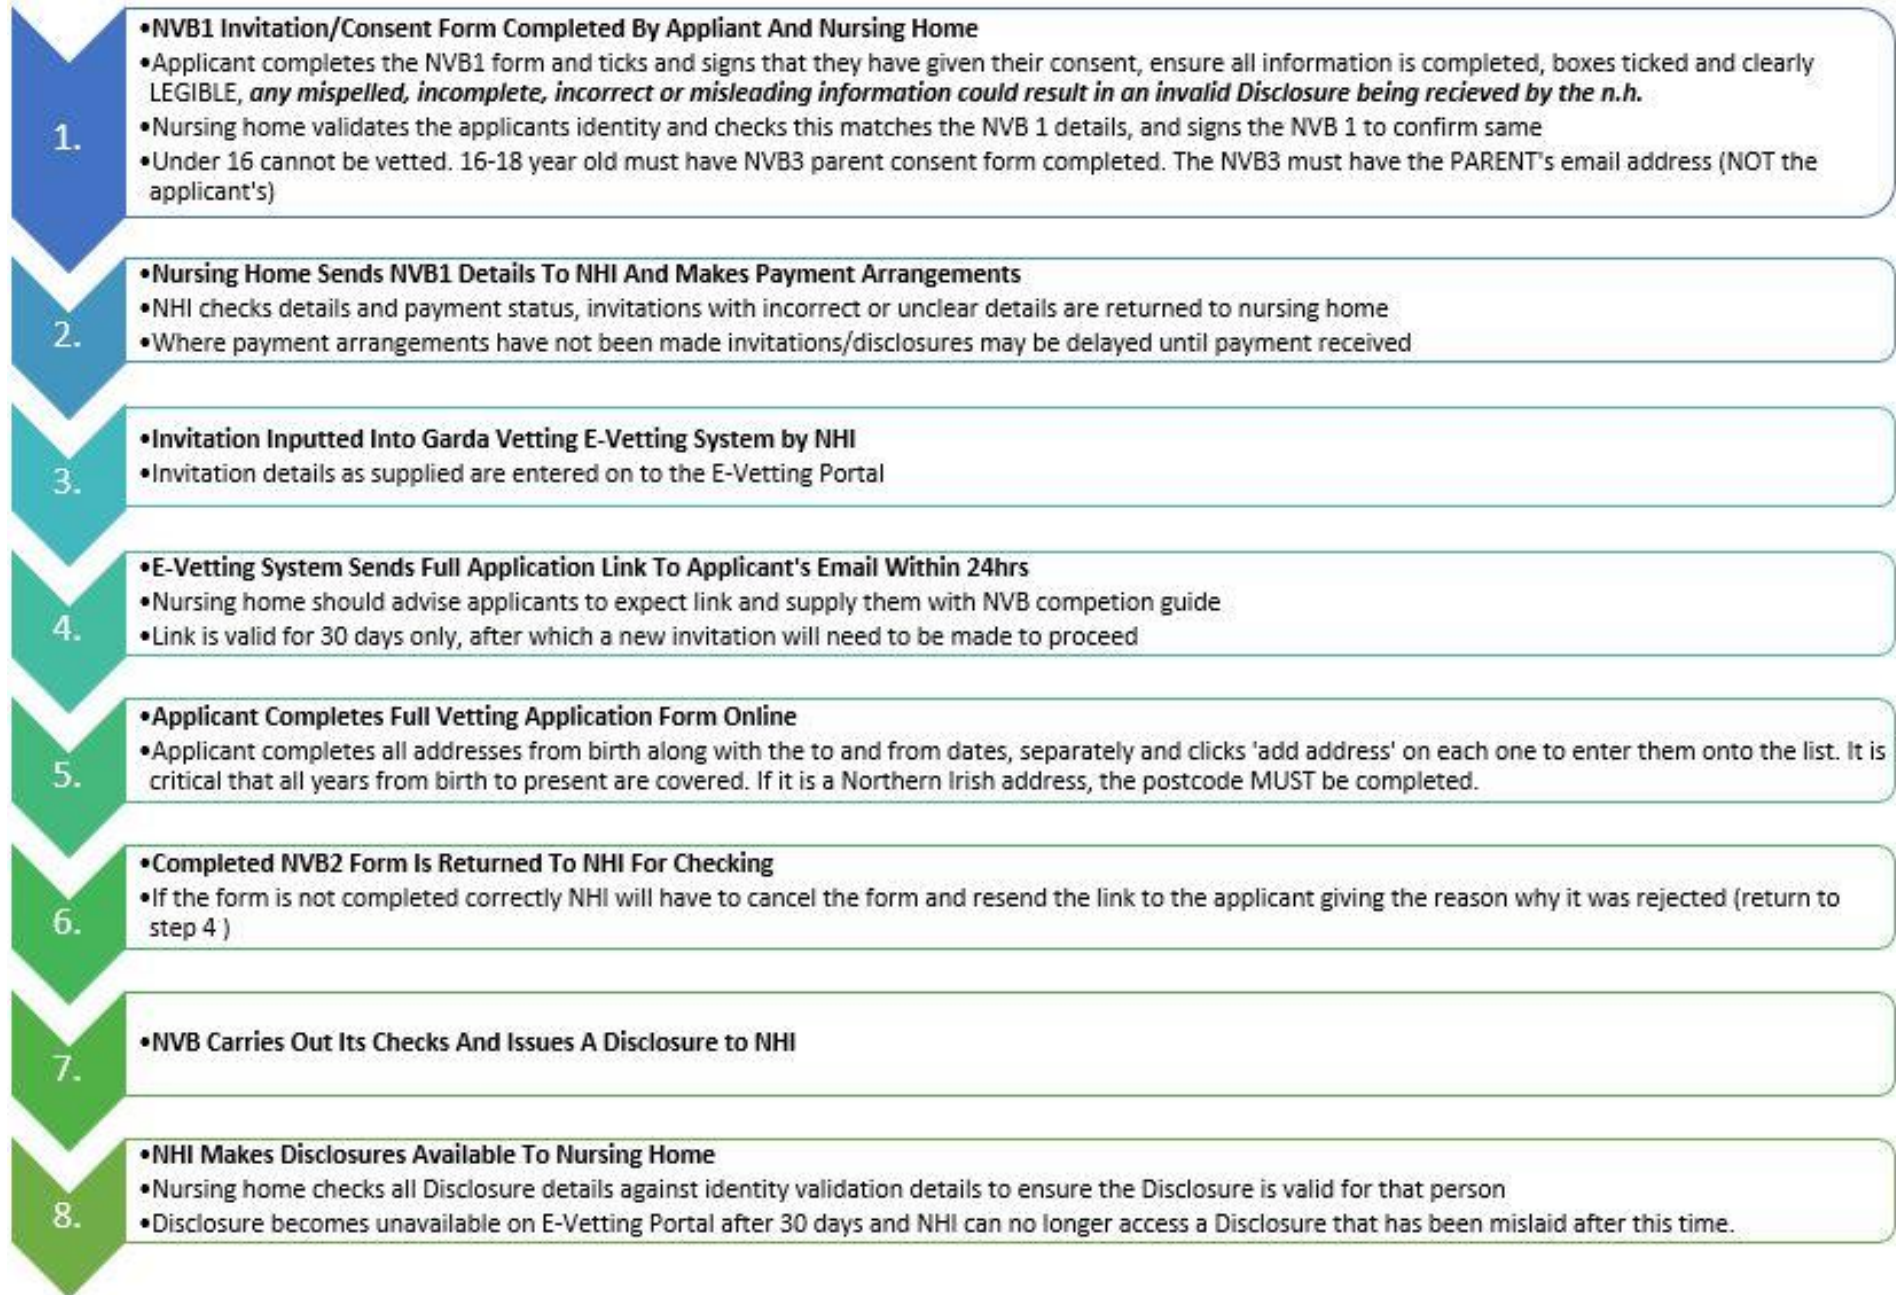 1.
•NVB1 Invitation/Consent Form Completed By Appliant And Nursing Home
•Applicant completes the NVB1 form and ticks and signs that they have given their consent, ensure all information is completed, boxes ticked and clearly
LEGIBLE, any mispelled, incomplete, incorrect or misleading information could result in an invalid Disclosure being recieved by the n.h.
•Nursing home validates the applicants identity and checks this matches the NVB 1 details, and signs the NVB 1 to confirm same
•Under 16 cannot be vetted. 16-18 year old must have NVB3 parent consent form completed. The NVB3 must have the PARENT's email address (NOT the
applicant's)
2.
•Nursing Home Sends NVB1 Details To NHI And Makes Payment Arrangements
•NHI checks details and payment status, invitations with incorrect or unclear details are returned to nursing home
•Where payment arrangements have not been made invitations/disclosures may be delayed until payment received
3.
•Invitation Inputted Into Garda Vetting E-Vetting System by NHI
•Invitation details as supplied are entered on to the E-Vetting Portal
4.
•E-Vetting System Sends Full Application Link To Applicant's Email Within 24hrs
•Nursing home should advise applicants to expect link and supply them with NVB competion guide
•Link is valid for 30 days only, after which a new invitation will need to be made to proceed
5.
•Applicant Completes Full Vetting Application Form Online
•Applicant completes all addresses from birth along with the to and from dates, separately and clicks 'add address' on each one to enter them onto the list. It is
critical that all years from birth to present are covered. If it is a Northern Irish address, the postcode MUST be completed.
6.
•Completed NVB2 Form Is Returned To NHI For Checking
•If the form is not completed correctly NHI will have to cancel the form and resend the link to the applicant giving the reason why it was rejected (return to
step 4 )
7.
•NVB Carries Out Its Checks And Issues A Disclosure to NHI
8.
•NHI Makes Disclosures Available To Nursing Home
•Nursing home checks all Disclosure details against identity validation details to ensure the Disclosure is valid for that person
•Disclosure becomes unavailable on E-Vetting Portal after 30 days and NHI can no longer access a Disclosure that has been mislaid after this time.